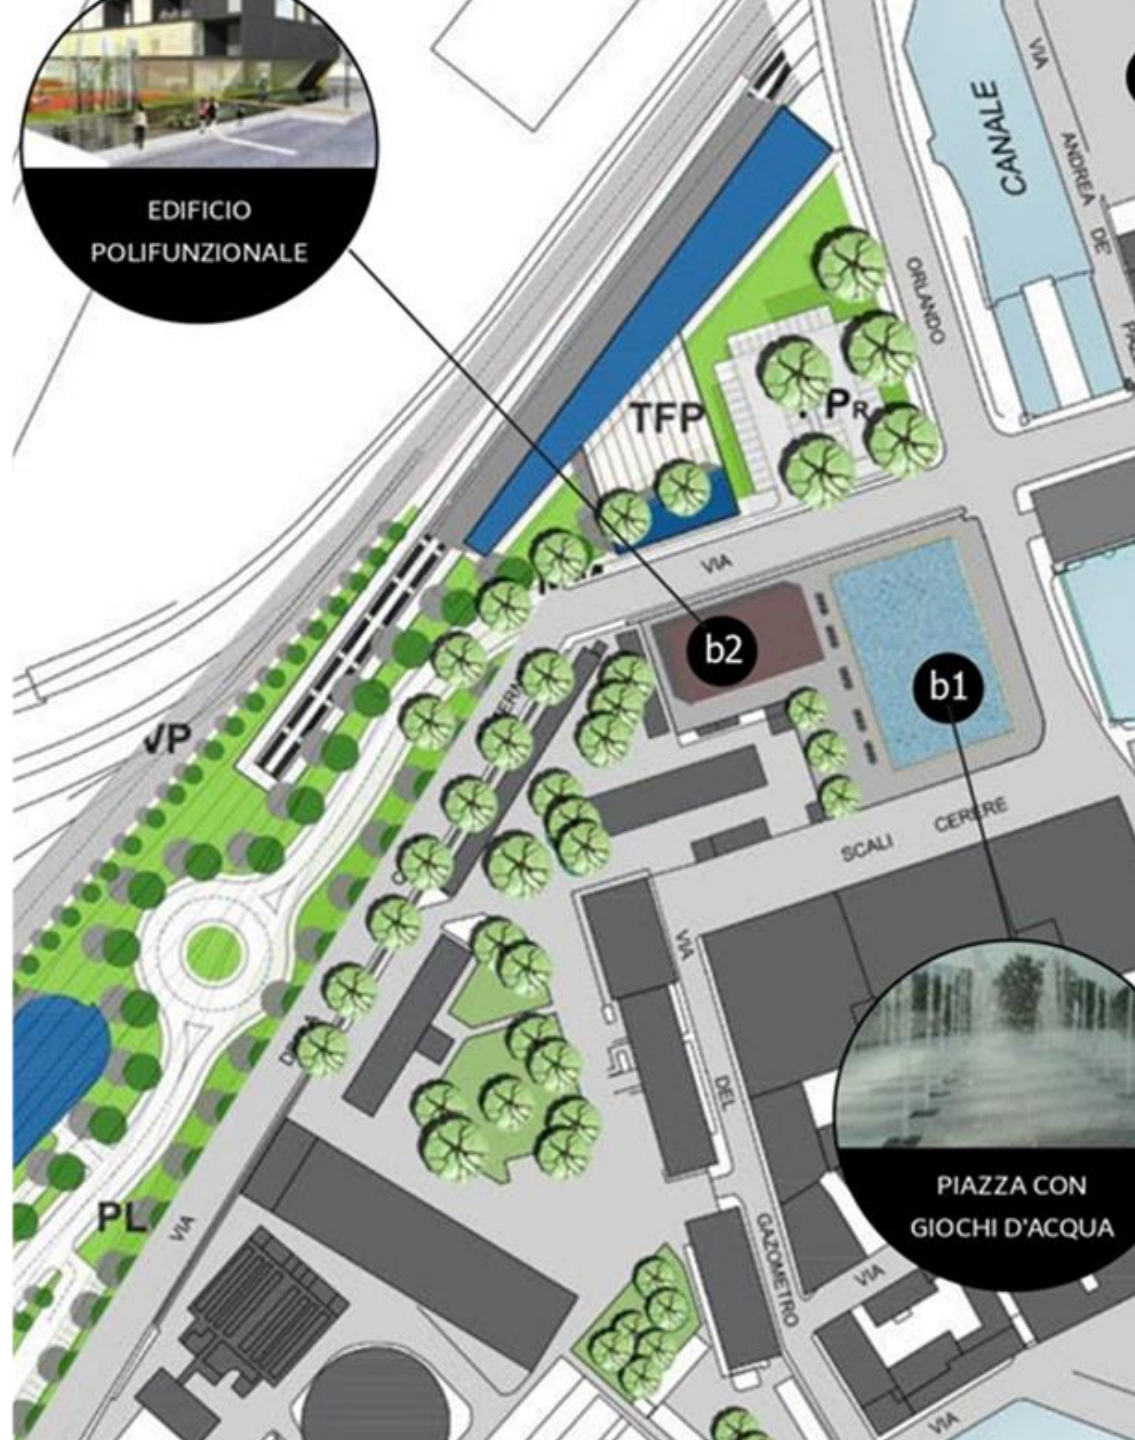 EDIFICIO
POLIFUNZIONALE
CANALE
VIA
ANDREA
DE'
ORLANDO
TFP
PR
VIA
b2
b1
VP
SCALI CERERE
VIA
DEL
GAZOMETRO
VIA
PL
VIA
VIA
PIAZZA CON
GIOCHI D'ACQUA